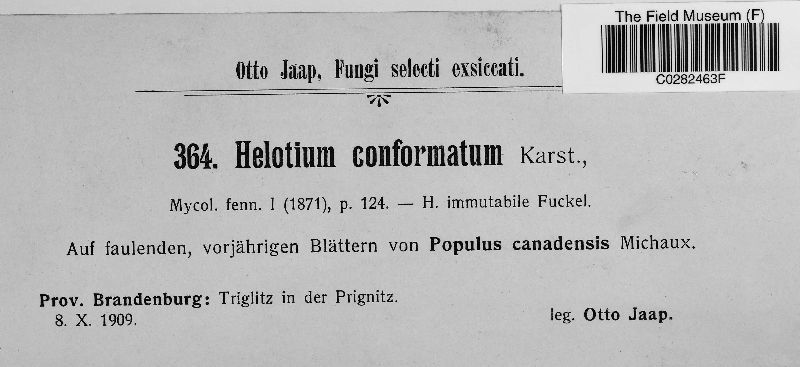 The Field Museum (F)
C0282463F
Otto Jaap, Fungi selecti exsiccati.
364. Helotium conformatum Karst.,
Mycol. fenn. I (1871), p. 124. — H. immutabile Fuckel.
Auf faulenden, vorjährigen Blättern von Populus canadensis Michaux.
Prov. Brandenburg: Triglitz in der Prignitz.
8. X. 1909.
leg. Otto Jaap.